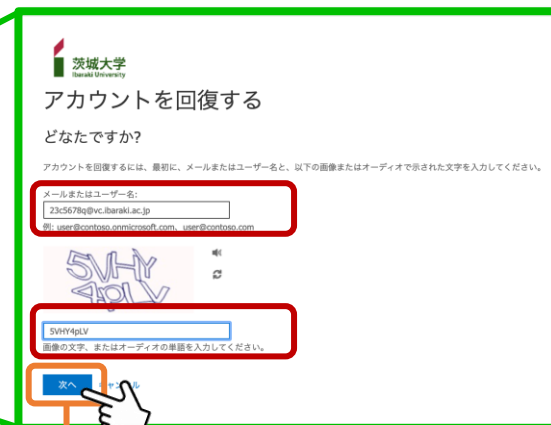 茨城大学
Ibaraki University
アカウントを回復する
どなたですか?
アカウントを回復するには、最初に、メールまたはユーザー名と、以下の画像またはオーディオで示された文字を入力してください。
メールまたはユーザー名:
23c5678q@vc.ibaraki.ac.jp
例: user@contoso.onmicrosoft.com、user@contoso.com
5VHY
4pLV
5VHY4pLV
画像の文字、またはオーディオの単語を入力してください。
次へ キャンセル